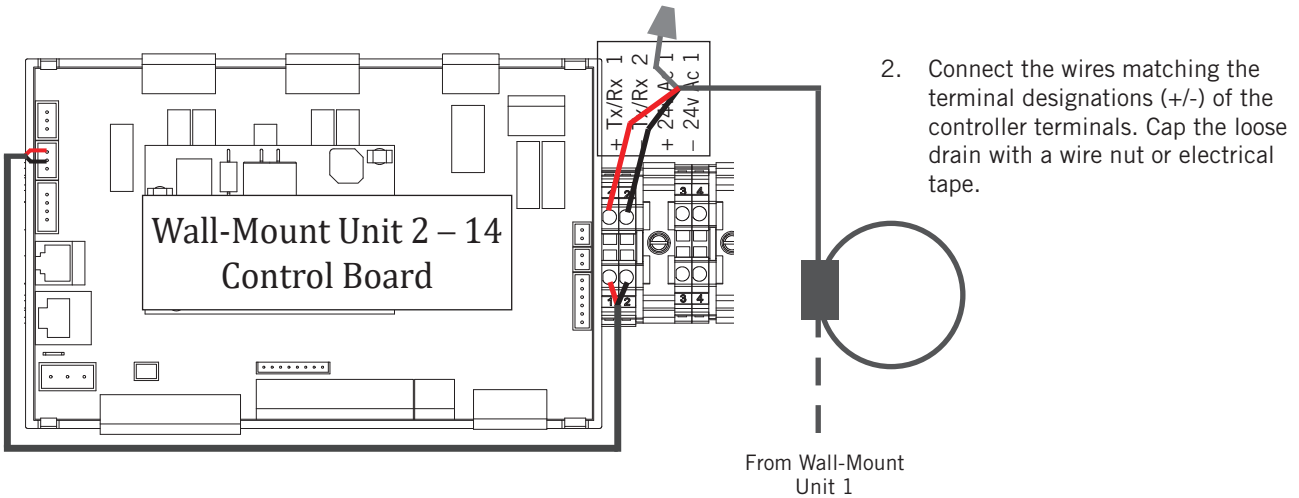 + Tx/Rx 1
– Tx/Rx 2
+ 24v Ac 1
– 24v Ac 1
2. Connect the wires matching the
terminal designations (+/-) of the
controller terminals. Cap the loose
drain with a wire nut or electrical
tape.
1 2 3 4
Wall-Mount Unit 2 – 14
Control Board
1 2 3 4
From Wall-Mount
Unit 1